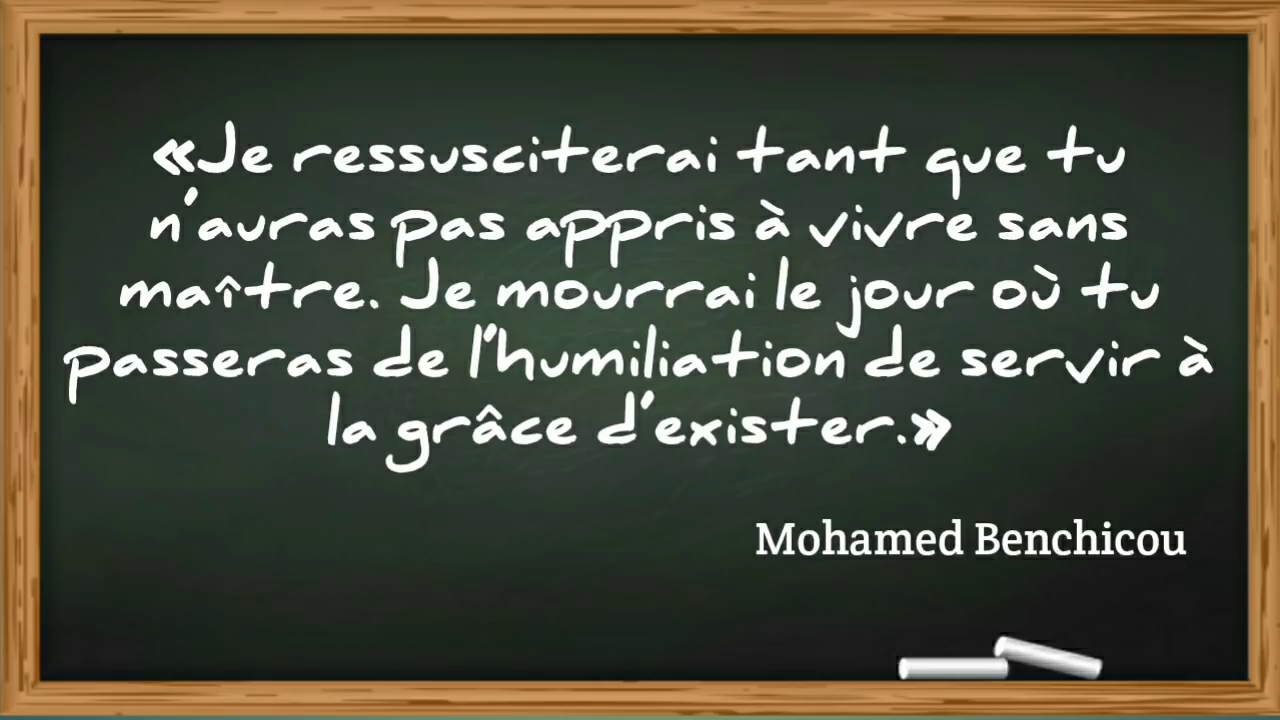 «Je ressusciterai tant que tu
n'auras pas appris à vivre sans
maître. Je mourrai le jour où tu
passeras de l'humiliation de servir à
la grâce d'exister.»
Mohamed Benchicou